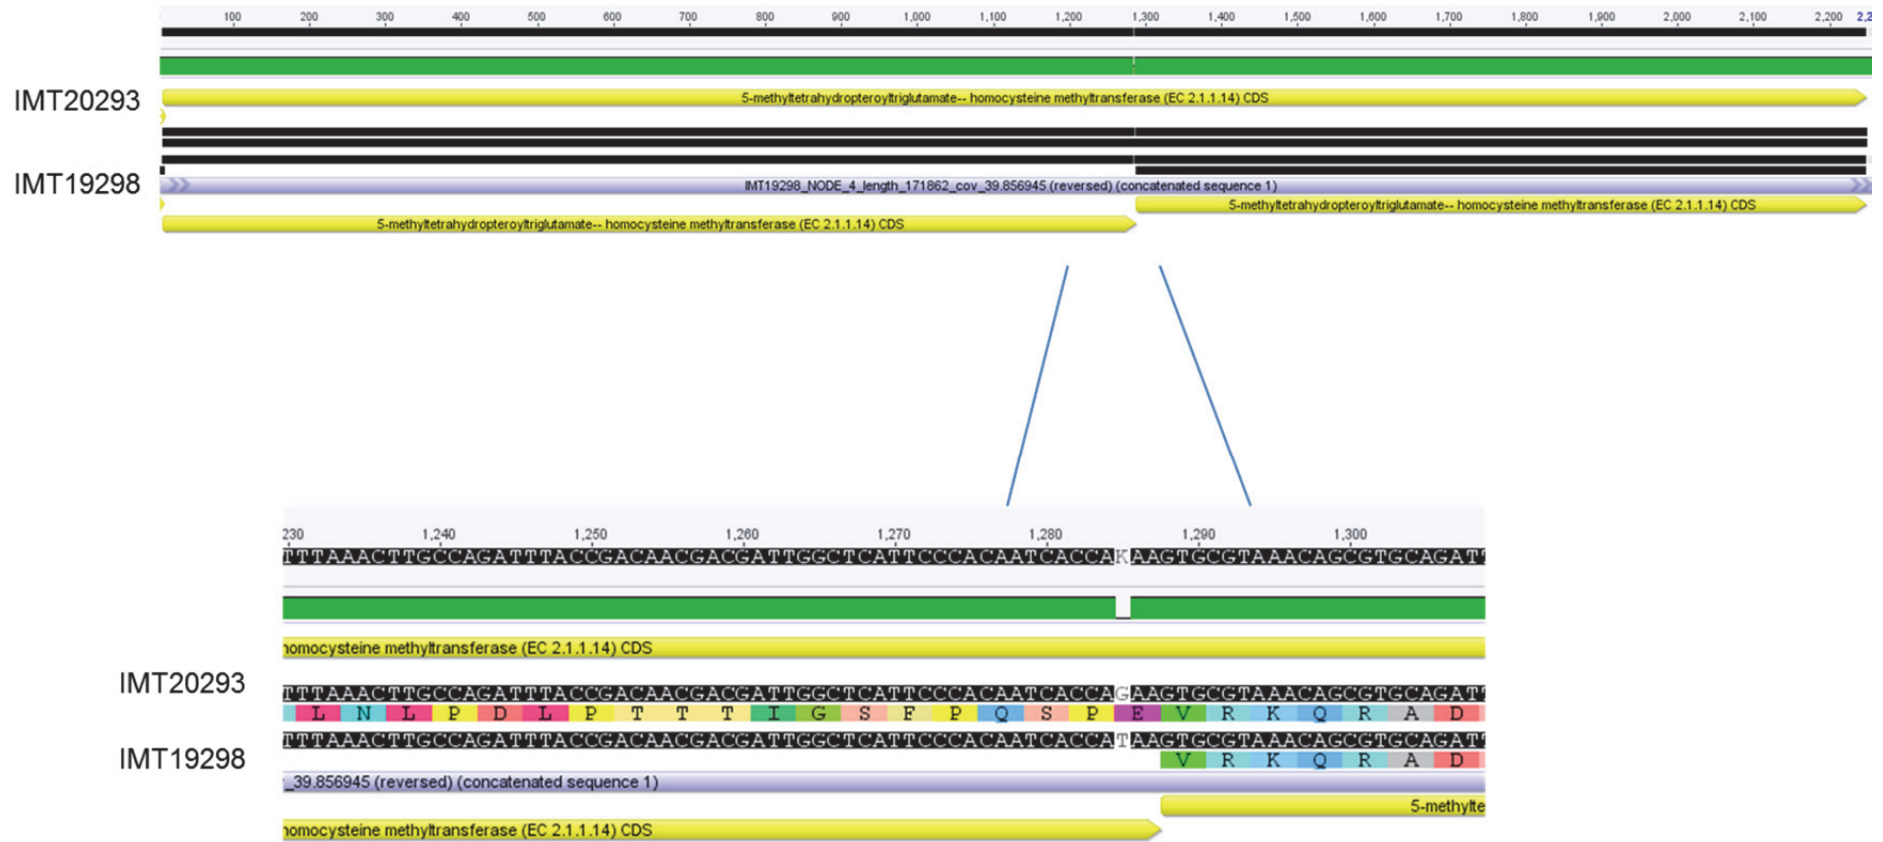 100 200 300 400 500 600 700 800 900 1,000 1,100 1,200 1,300 1,400 1,500 1,600 1,700 1,800 1,900 2,000 2,100 2,200 2,2
IMT20293
5-methyltetrahydropteroyltriglutamate-- homocysteine methyltransferase (EC 2.1.1.14) CDS
IMT19298
IMT19298_NODE_4_length_171862_cov_39.856945 (reversed) (concatenated sequence 1)
5-methyltetrahydropteroyltriglutamate-- homocysteine methyltransferase (EC 2.1.1.14) CDS
5-methyltetrahydropteroyltriglutamate-- homocysteine methyltransferase (EC 2.1.1.14) CDS
230 1,240 1,250 1,260 1,270 1,280 1,290 1,300
TTTAAACTTGCCAGATTTACCGACAACGACGATTGGCTCATTCCCACAATCACCAKAAGTGCGTAAACAGCGTGCAGAT
homocysteine methyltransferase (EC 2.1.1.14) CDS
IMT20293
TTTAAACTTGCCAGATTTACCGACAACGACGATTGGCTCATTCCCACAATCACCAGAAGTGCGTAAACAGCGTGCAGAT
L N L P D L P T T T I G S F P Q S P E V R K Q R A D
IMT19298
TTTAAACTTGCCAGATTTACCGACAACGACGATTGGCTCATTCCCACAATCACCATAAGTGCGTAAACAGCGTGCAGAT
V R K Q R A D
_39.856945 (reversed) (concatenated sequence 1)
5-methylte
homocysteine methyltransferase (EC 2.1.1.14) CDS